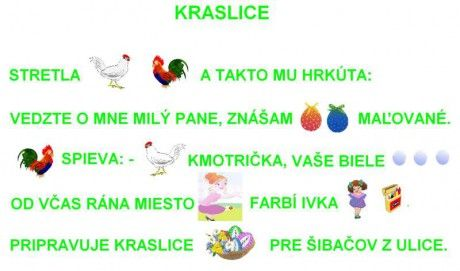 KRASLICE
STRETLA A TAKTO MU HRKÚTA:
VEDZTE O MNE MILÝ PANE, ZNÁŠAM MAĽOVANÉ.
SPIEVA: - KMOTRIČKA, VAŠE BIELE
OD VČAS RÁNA MIESTO FARBÍ IVKA .
PRIPRAVUJE KRASLICE PRE ŠIBAČOV Z ULICE.